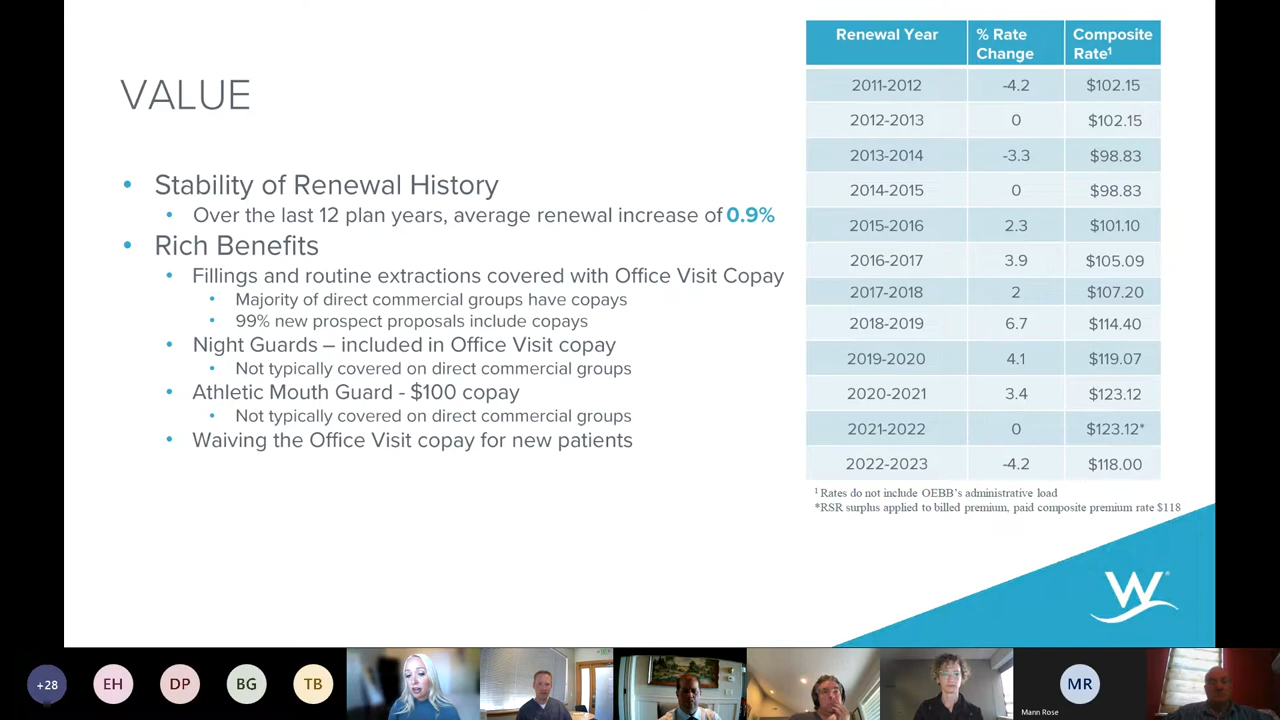 VALUE
• Stability of Renewal History
• Over the last 12 plan years, average renewal increase of 0.9%
• Rich Benefits
• Fillings and routine extractions covered with Office Visit Copay
• Majority of direct commercial groups have copays
• 99% new prospect proposals include copays
• Night Guards – included in Office Visit copay
• Not typically covered on direct commercial groups
• Athletic Mouth Guard - $100 copay
• Not typically covered on direct commercial groups
• Waiving the Office Visit copay for new patients
Renewal Year % Rate Change Composite Rate¹
2011-2012 -4.2 $102.15
2012-2013 0 $102.15
2013-2014 -3.3 $98.83
2014-2015 0 $98.83
2015-2016 2.3 $101.10
2016-2017 3.9 $105.09
2017-2018 2 $107.20
2018-2019 6.7 $114.40
2019-2020 4.1 $119.07
2020-2021 3.4 $123.12
2021-2022 0 $123.12*
2022-2023 -4.2 $118.00
¹ Rates do not include OEBB's administrative load
*RSR surplus applied to billed premium, paid composite premium rate $118
W®
+28 EH DP BG TB MR
Mann Rose